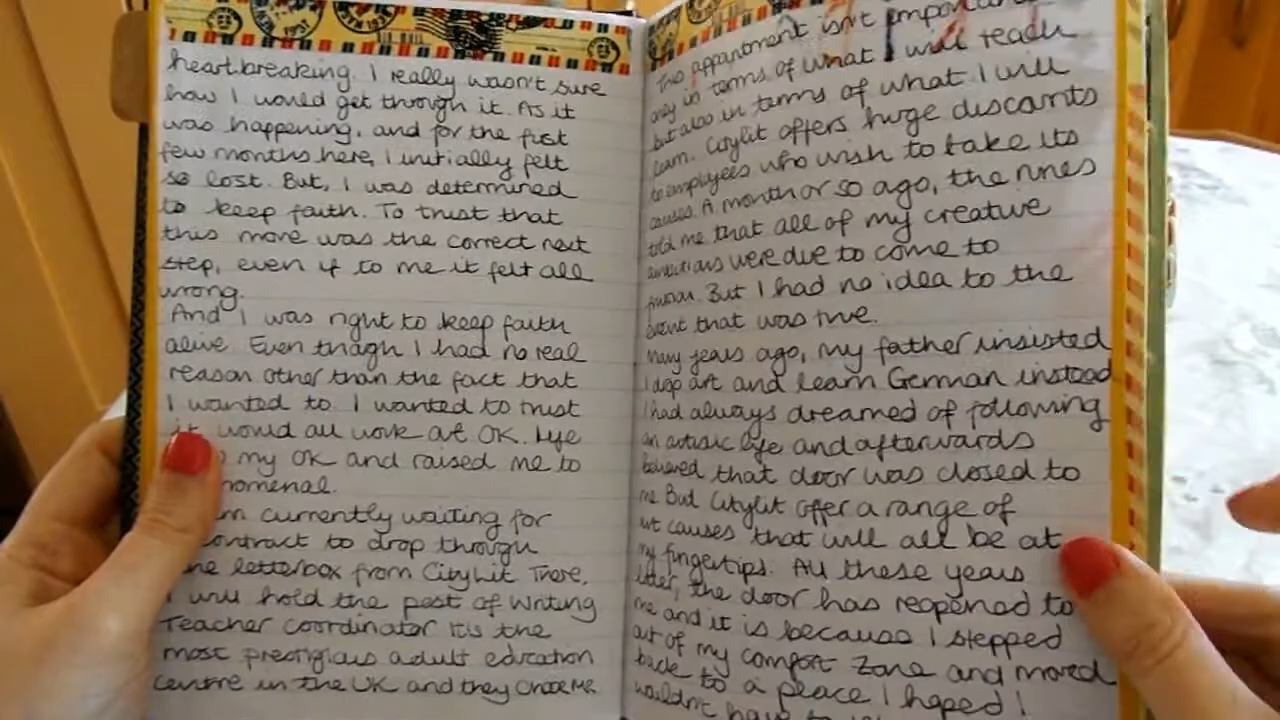 heartbreaking. I really wasn't sure
how I would get through it. As it
was happening, and for the first
few months here, I initially felt
so lost. But, I was determined
to keep faith. To trust that
this move was the correct next
step, even if to me it felt all
wrong.
And I was right to keep faith
alive. Even though I had no real
reason other than the fact that
I wanted to. I wanted to trust
it would all work out OK. Life
my OK and raised me to
nomenal.
m currently waiting for
contract to drop through
the letterbox from CityLit. There,
I will hold the post of Writing
Teacher coordinator. It is the
most prestigious adult education
centre in the UK and they chose me.
This appointment isn't important
only in terms of what I will teach
but also in terms of what I will
learn. Citylit offers huge discounts
to employees who wish to take its
courses. A month or so ago, the runes
told me that all of my creative
ambitions were due to come to
fruition. But I had no idea to the
event that was true.
Many years ago, my father insisted
I drop art and learn German instead
I had always dreamed of following
an artistic life and afterwards
believed that door was closed to
me. But Citylit offer a range of
art courses that will all be at
my fingertips. All these years
later, the door has reopened to
me and it is because I stepped
out of my comfort zone and moved
back to a place I hoped I
wouldn't have to